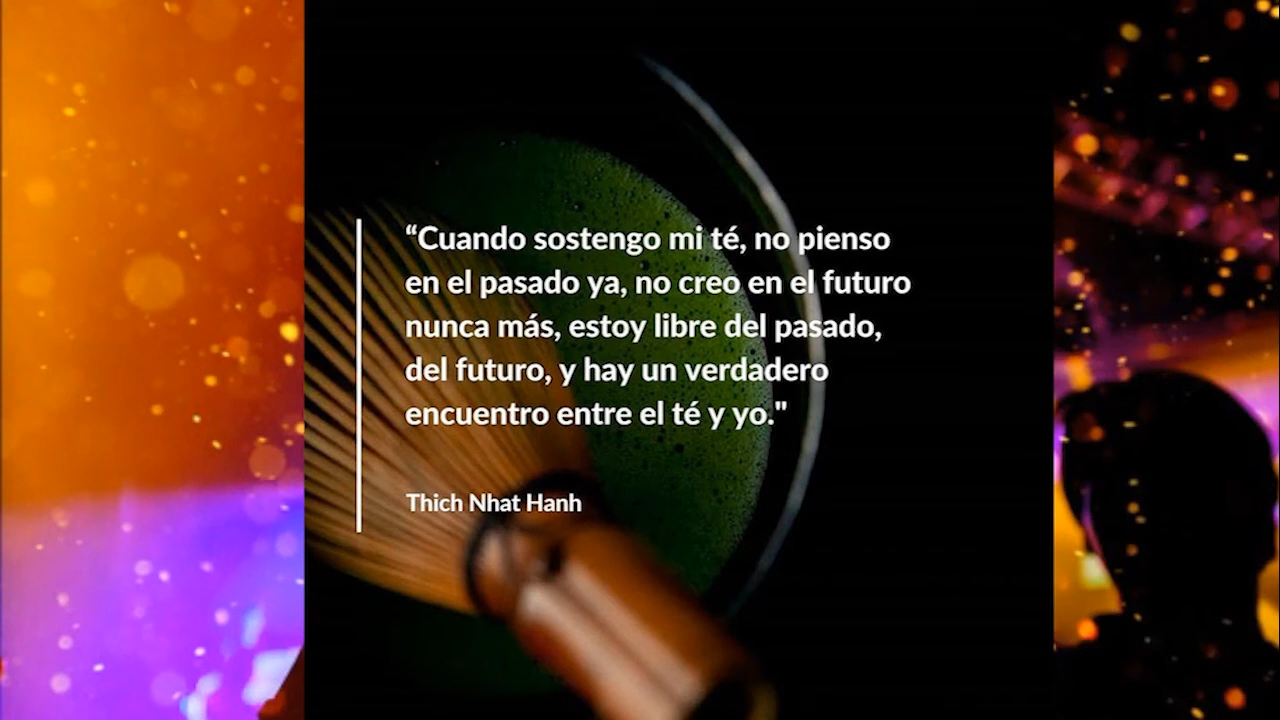 “Cuando sostengo mi té, no pienso
en el pasado ya, no creo en el futuro
nunca más, estoy libre del pasado,
del futuro, y hay un verdadero
encuentro entre el té y yo."
Thich Nhat Hanh